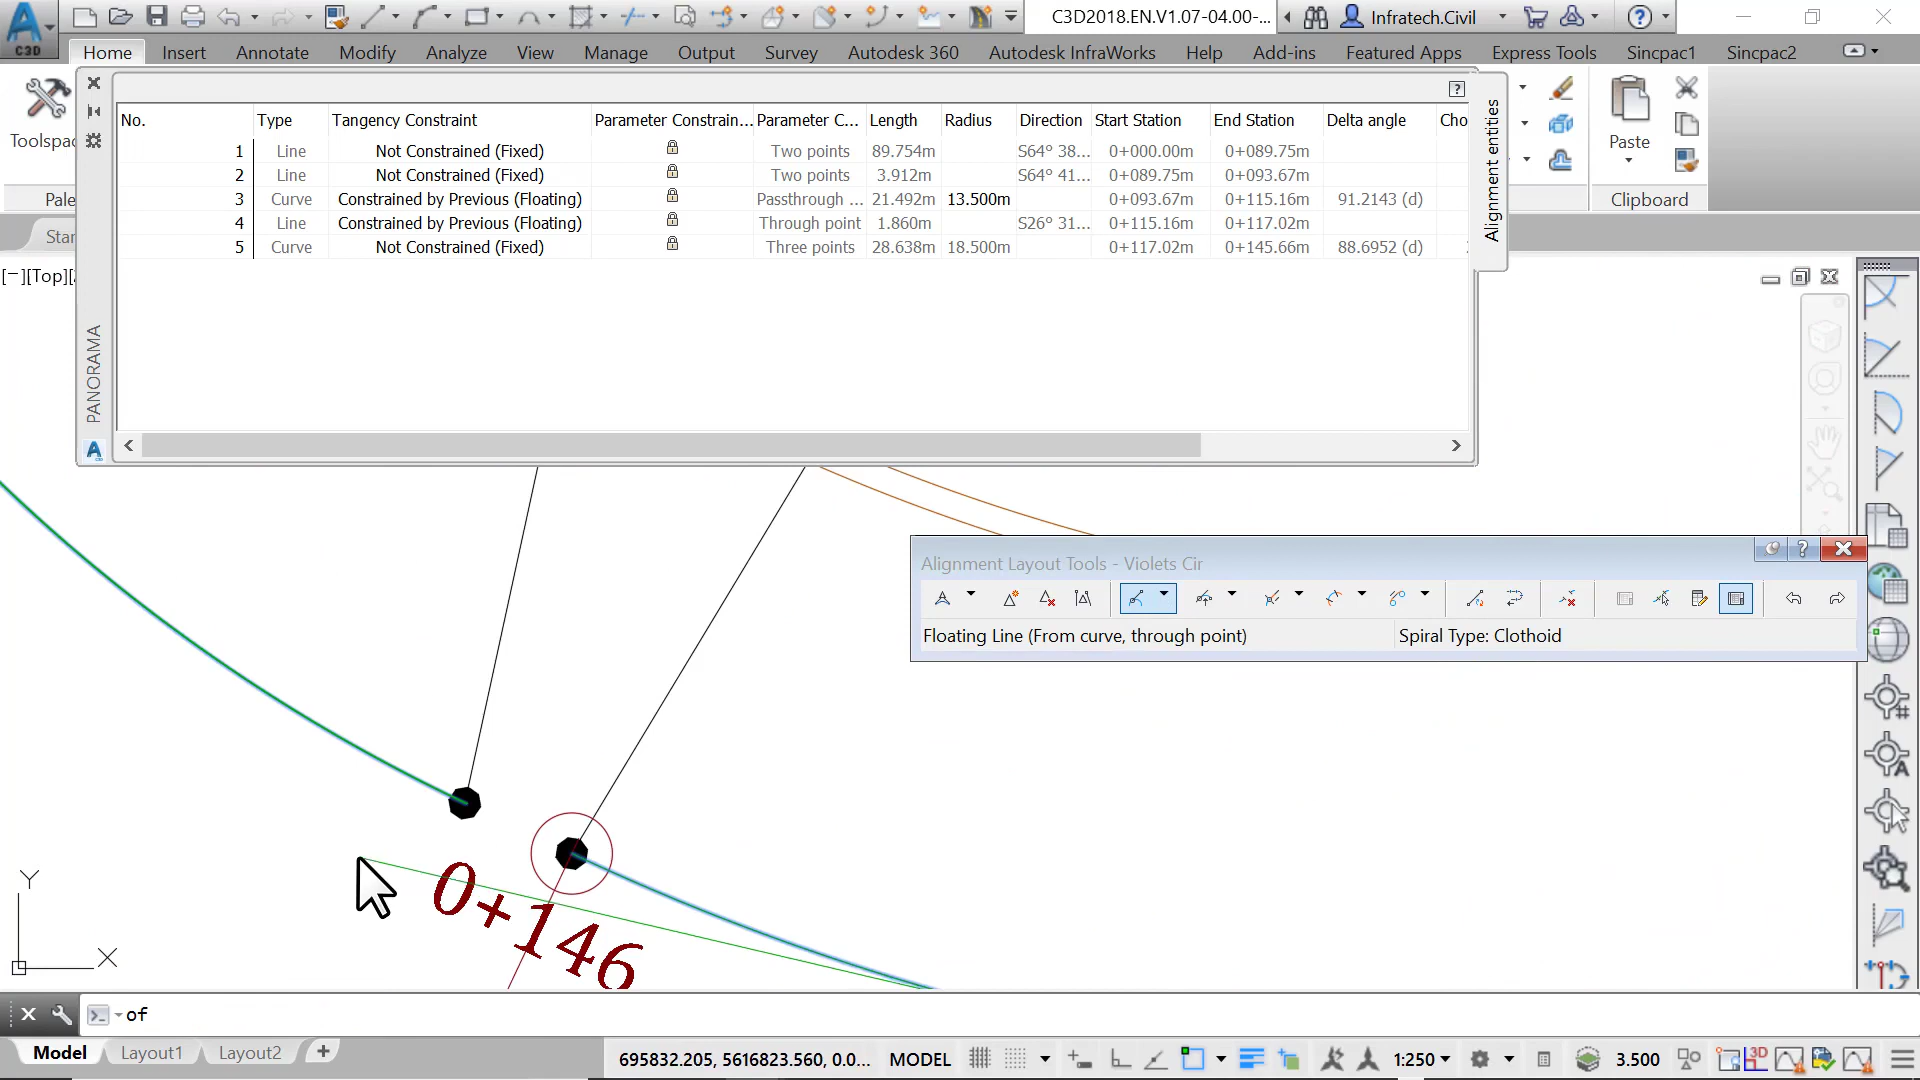 C3D2018.EN.V1.07-04.00-...
Infratech.Civil
C3D
Home
Insert
Annotate
Modify
Analyze
View
Manage
Output
Survey
Autodesk 360
Autodesk InfraWorks
Help
Add-ins
Featured Apps
Express Tools
Sincpac1
Sincpac2
Toolspac
Pale
Star
Paste
Clipboard
No.
Type
Tangency Constraint
Parameter Constrain...
Parameter C...
Length
Radius
Direction
Start Station
End Station
Delta angle
Cho
1 Line Not Constrained (Fixed) Two points 89.754m S64° 38... 0+000.00m 0+089.75m
2 Line Not Constrained (Fixed) Two points 3.912m S64° 41... 0+089.75m 0+093.67m
3 Curve Constrained by Previous (Floating) Passthrough ... 21.492m 13.500m 0+093.67m 0+115.16m 91.2143 (d)
4 Line Constrained by Previous (Floating) Through point 1.860m S26° 31... 0+115.16m 0+117.02m
5 Curve Not Constrained (Fixed) Three points 28.638m 18.500m 0+117.02m 0+145.66m 88.6952 (d)
Alignment entities
PANORAMA
[−][Top][
Alignment Layout Tools - Violets Cir
Floating Line (From curve, through point)
Spiral Type: Clothoid
0+146
Y
X
of
Model
Layout1
Layout2
695832.205, 5616823.560, 0.0...
MODEL
1:250
3.500
3D